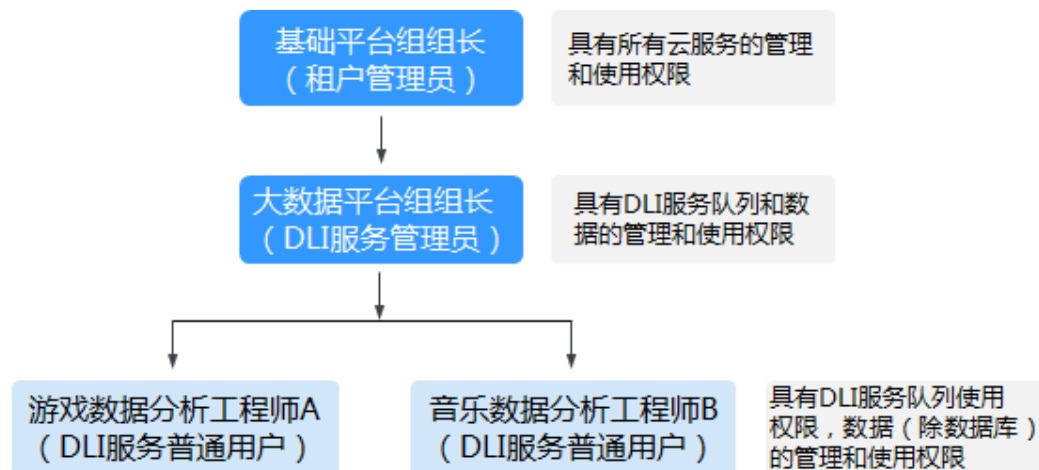 基础平台组组长
（租户管理员）
具有所有云服务的管理
和使用权限
大数据平台组组长
（DLI服务管理员）
具有DLI服务队列和数
据的管理和使用权限
游戏数据分析工程师A
（DLI服务普通用户）
音乐数据分析工程师B
（DLI服务普通用户）
具有DLI服务队列使用
权限，数据（除数据库）
的管理和使用权限